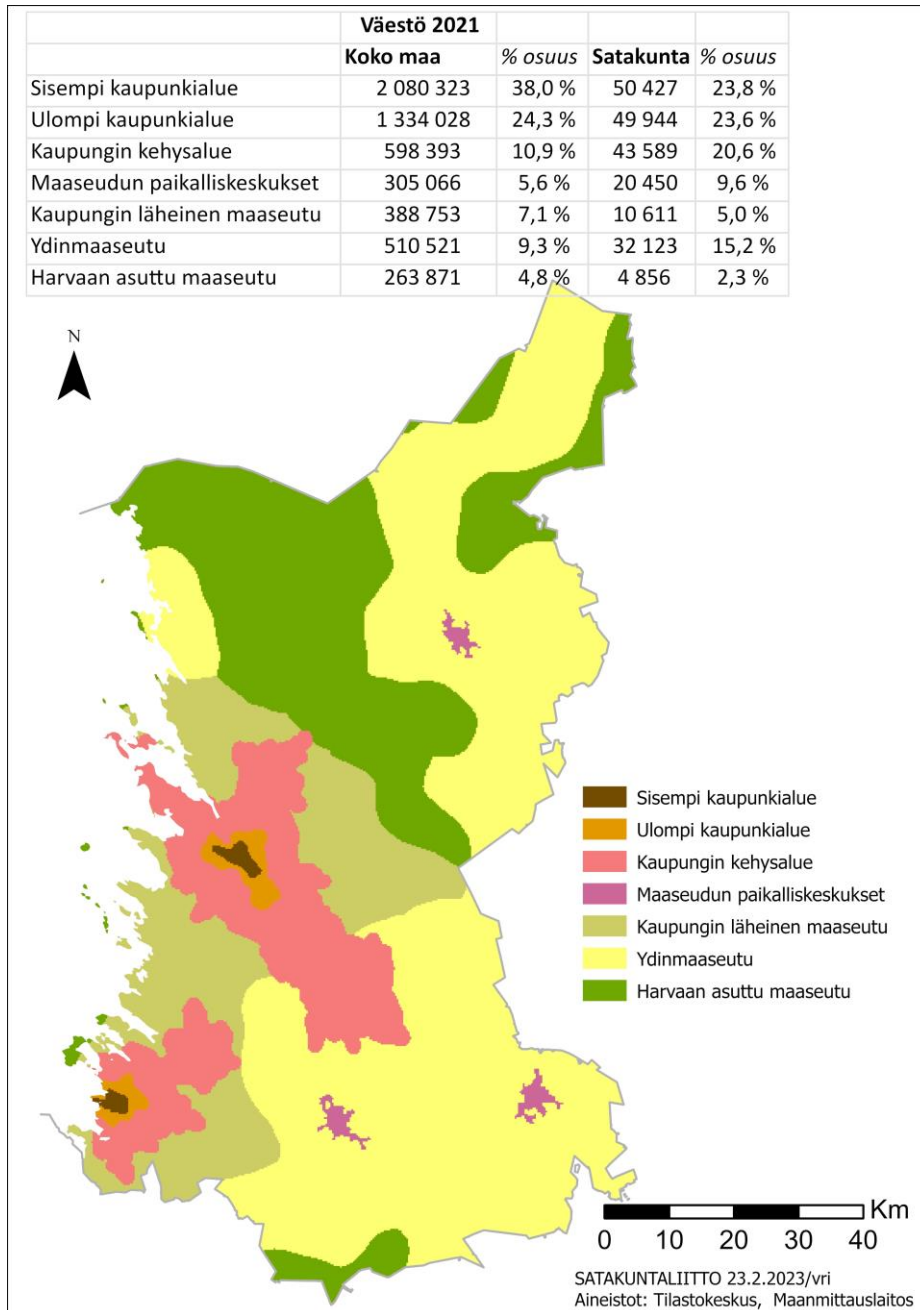 Väestö 2021
Koko maa % osuus Satakunta % osuus
Sisempi kaupunkialue 2 080 323 38,0 % 50 427 23,8 %
Ulompi kaupunkialue 1 334 028 24,3 % 49 944 23,6 %
Kaupungin kehysalue 598 393 10,9 % 43 589 20,6 %
Maaseudun paikalliskeskukset 305 066 5,6 % 20 450 9,6 %
Kaupungin läheinen maaseutu 388 753 7,1 % 10 611 5,0 %
Ydinmaaseutu 510 521 9,3 % 32 123 15,2 %
Harvaan asuttu maaseutu 263 871 4,8 % 4 856 2,3 %
N
Sisempi kaupunkialue
Ulompi kaupunkialue
Kaupungin kehysalue
Maaseudun paikalliskeskukset
Kaupungin läheinen maaseutu
Ydinmaaseutu
Harvaan asuttu maaseutu
Km
0 10 20 30 40
SATAKUNTALIITTO 23.2.2023/vri
Aineistot: Tilastokeskus, Maanmittauslaitos